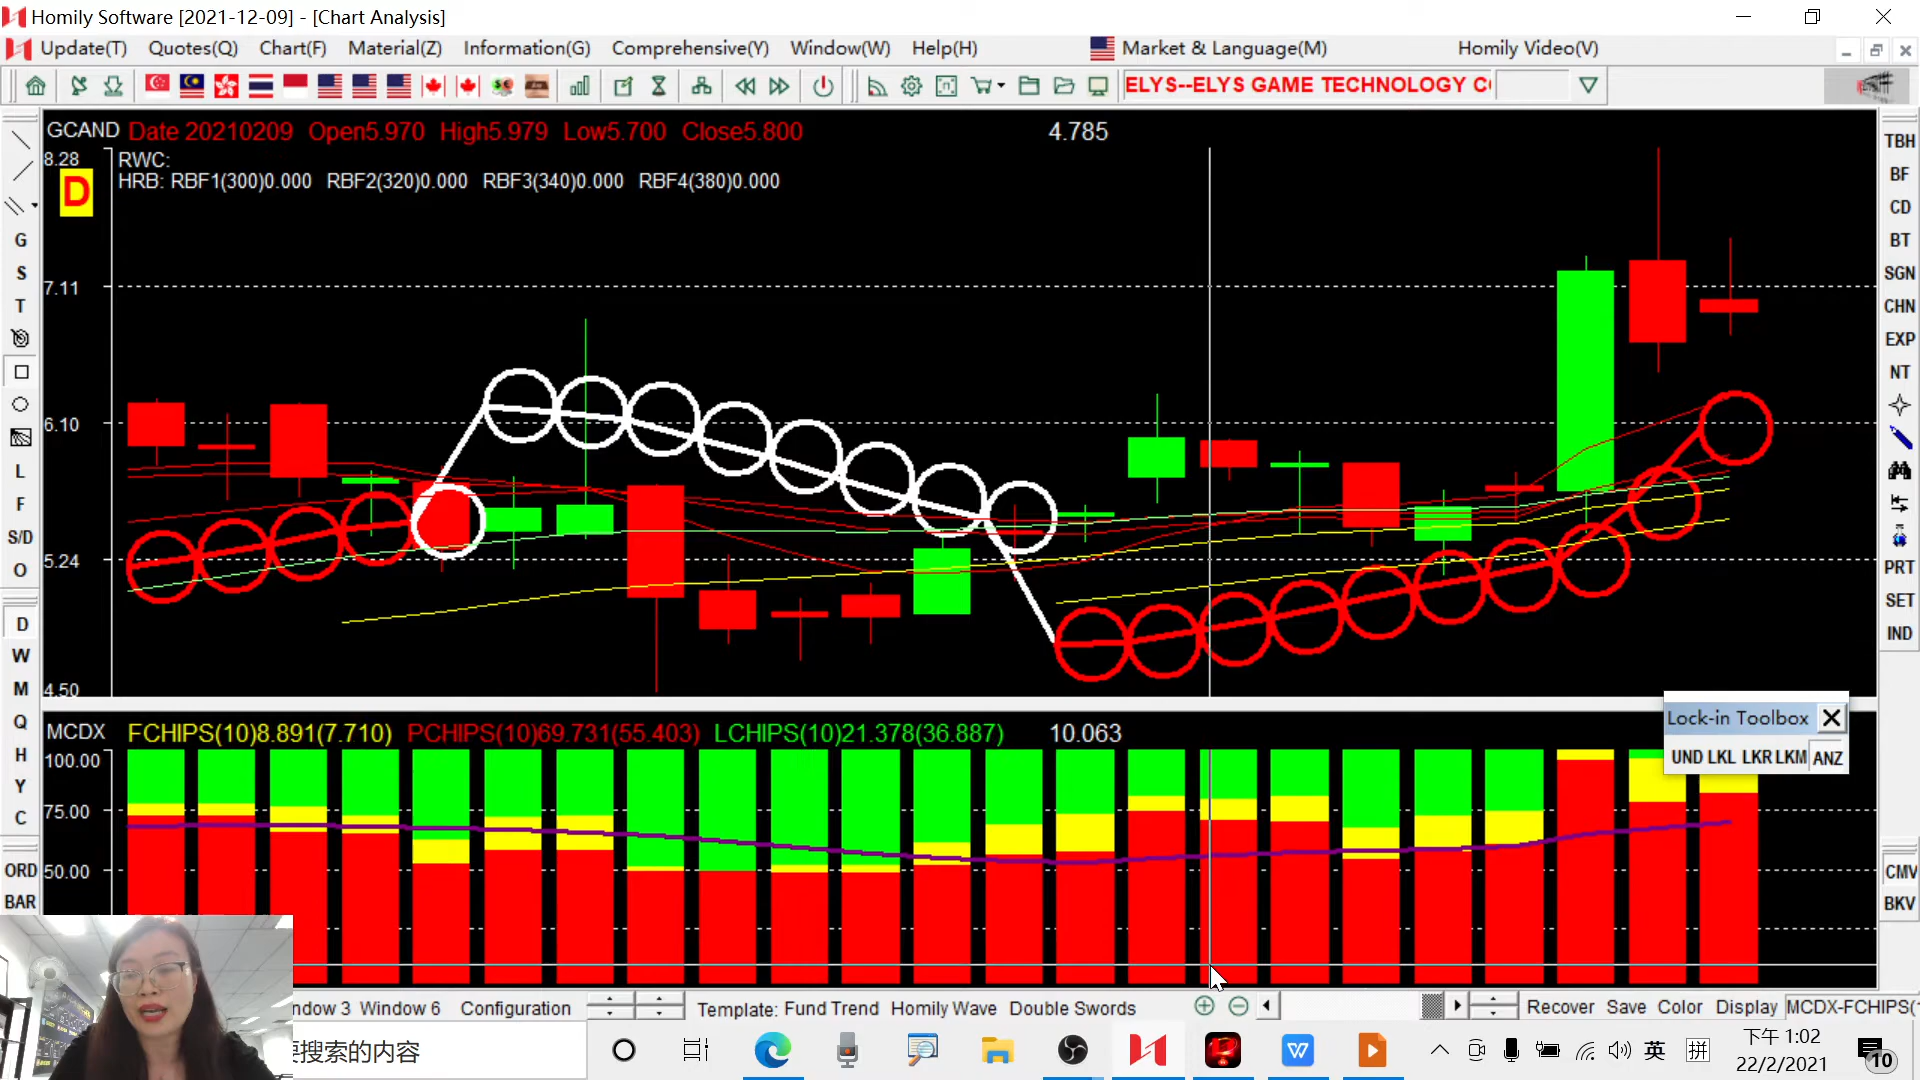 Homily Software [2021-12-09] - [Chart Analysis]
Update(T) Quotes(Q) Chart(F) Material(Z) Information(G) Comprehensive(Y) Window(W) Help(H) Market & Language(M) Homily Video(V)
ELYS--ELYS GAME TECHNOLOGY C
GCAND Date 20210209 Open5.970 High5.979 Low5.700 Close5.800 4.785
8.28 RWC:
D HRB: RBF1(300)0.000 RBF2(320)0.000 RBF3(340)0.000 RBF4(380)0.000
7.11
6.10
5.24
4.50
G
S
T
L
F
S/D
O
D
W
M
Q
H
Y
C
ORD
BAR
TBH
BF
CD
BT
SGN
CHN
EXP
NT
PRT
SET
IND
CMV
BKV
Lock-in Toolbox
UND LKL LKR LKM ANZ
MCDX FCHIPS(10)8.891(7.710) PCHIPS(10)69.731(55.403) LCHIPS(10)21.378(36.887) 10.063
100.00
75.00
50.00
ndow 3 Window 6 Configuration Template: Fund Trend Homily Wave Double Swords Recover Save Color Display MCDX-FCHIPS(
搜索的内容
英 拼
下午 1:02
22/2/2021
10